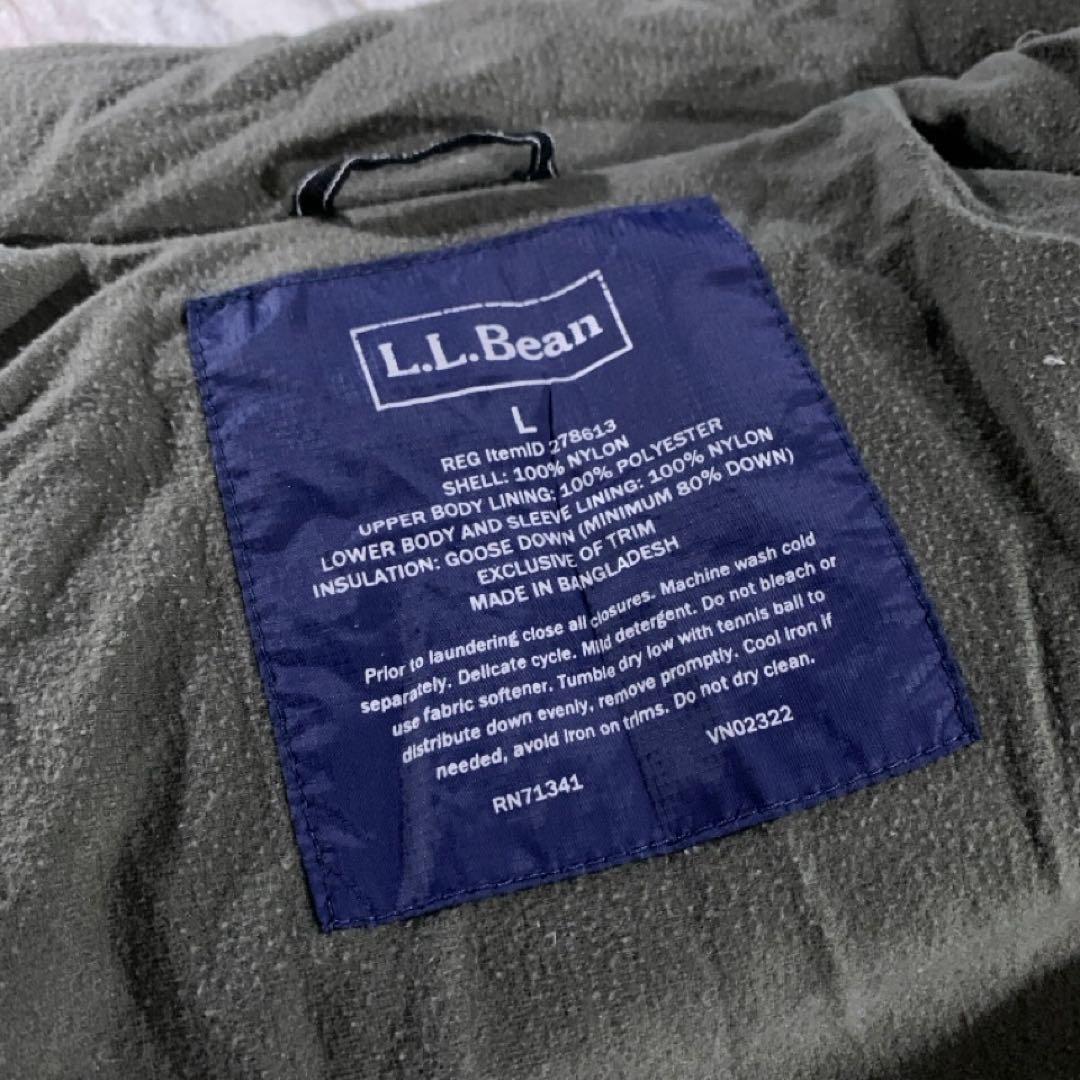 L.L.Bean
L
REG ItemID 278613
SHELL: 100% NYLON
UPPER BODY LINING: 100% POLYESTER
LOWER BODY AND SLEEVE LINING: 100% NYLON
INSULATION: GOOSE DOWN (MINIMUM 80% DOWN)
EXCLUSIVE OF TRIM
MADE IN BANGLADESH
Prior to laundering close all closures. Machine wash cold
separately. Delicate cycle. Mild detergent. Do not bleach or
use fabric softener. Tumble dry low with tennis ball to
distribute down evenly, remove promptly. Cool Iron if
needed, avoid Iron on trims. Do not dry clean.
VN02322
RN71341